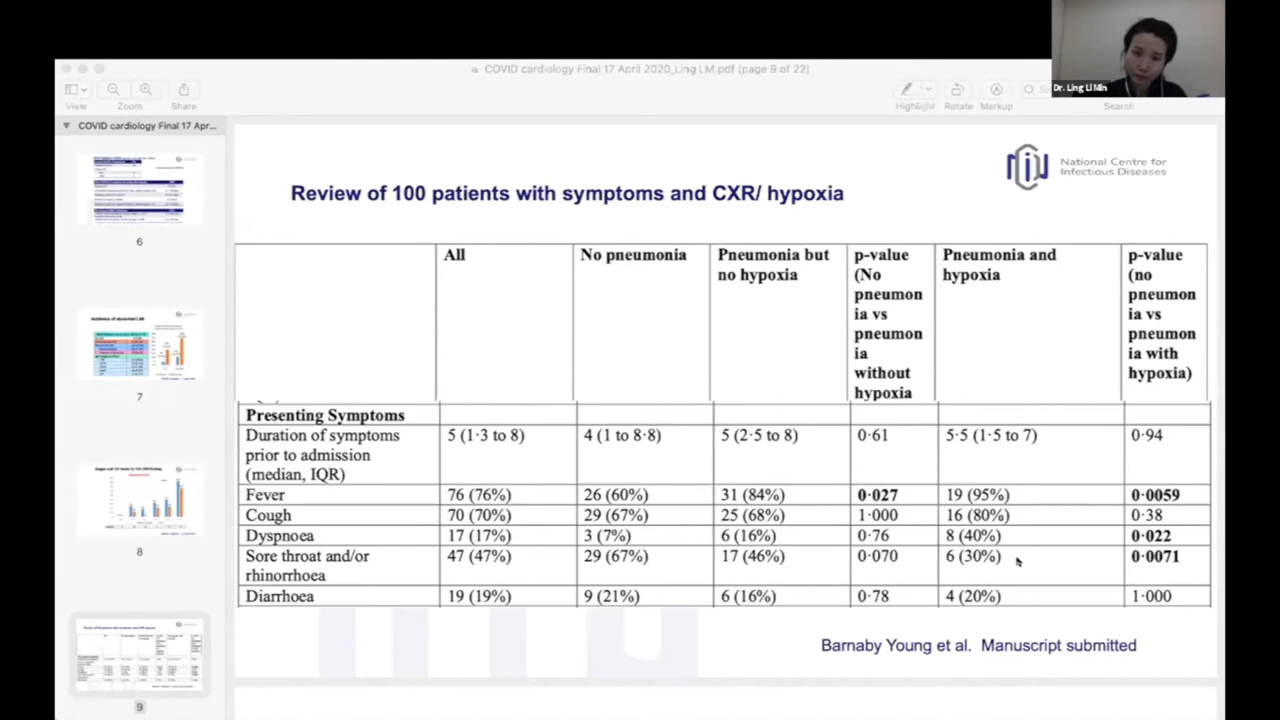 COVID cardiology Final 17 April 2020_Ling LM.pdf (page 9 of 22)
Dr. Ling Li Min
View
Zoom
Share
Highlight
Rotate
Markup
Search
COVID cardiology Final 17 Apr...
6
7
8
9
National Centre for
Infectious Diseases
Review of 100 patients with symptoms and CXR/ hypoxia
All
No pneumonia
Pneumonia but
no hypoxia
p-value
(No
pneumon
ia vs
pneumon
ia
without
hypoxia
Pneumonia and
hypoxia
p-value
(no
pneumon
ia vs
pneumon
ia with
hypoxia)
Presenting Symptoms
Duration of symptoms
prior to admission
(median, IQR)
5 (1·3 to 8)
4 (1 to 8·8)
5 (2·5 to 8)
0·61
5·5 (1·5 to 7)
0·94
Fever
76 (76%)
26 (60%)
31 (84%)
0·027
19 (95%)
0·0059
Cough
70 (70%)
29 (67%)
25 (68%)
1·000
16 (80%)
0·38
Dyspnoea
17 (17%)
3 (7%)
6 (16%)
0·76
8 (40%)
0·022
Sore throat and/or
rhinorrhoea
47 (47%)
29 (67%)
17 (46%)
0·070
6 (30%)
0·0071
Diarrhoea
19 (19%)
9 (21%)
6 (16%)
0·78
4 (20%)
1·000
Barnaby Young et al. Manuscript submitted